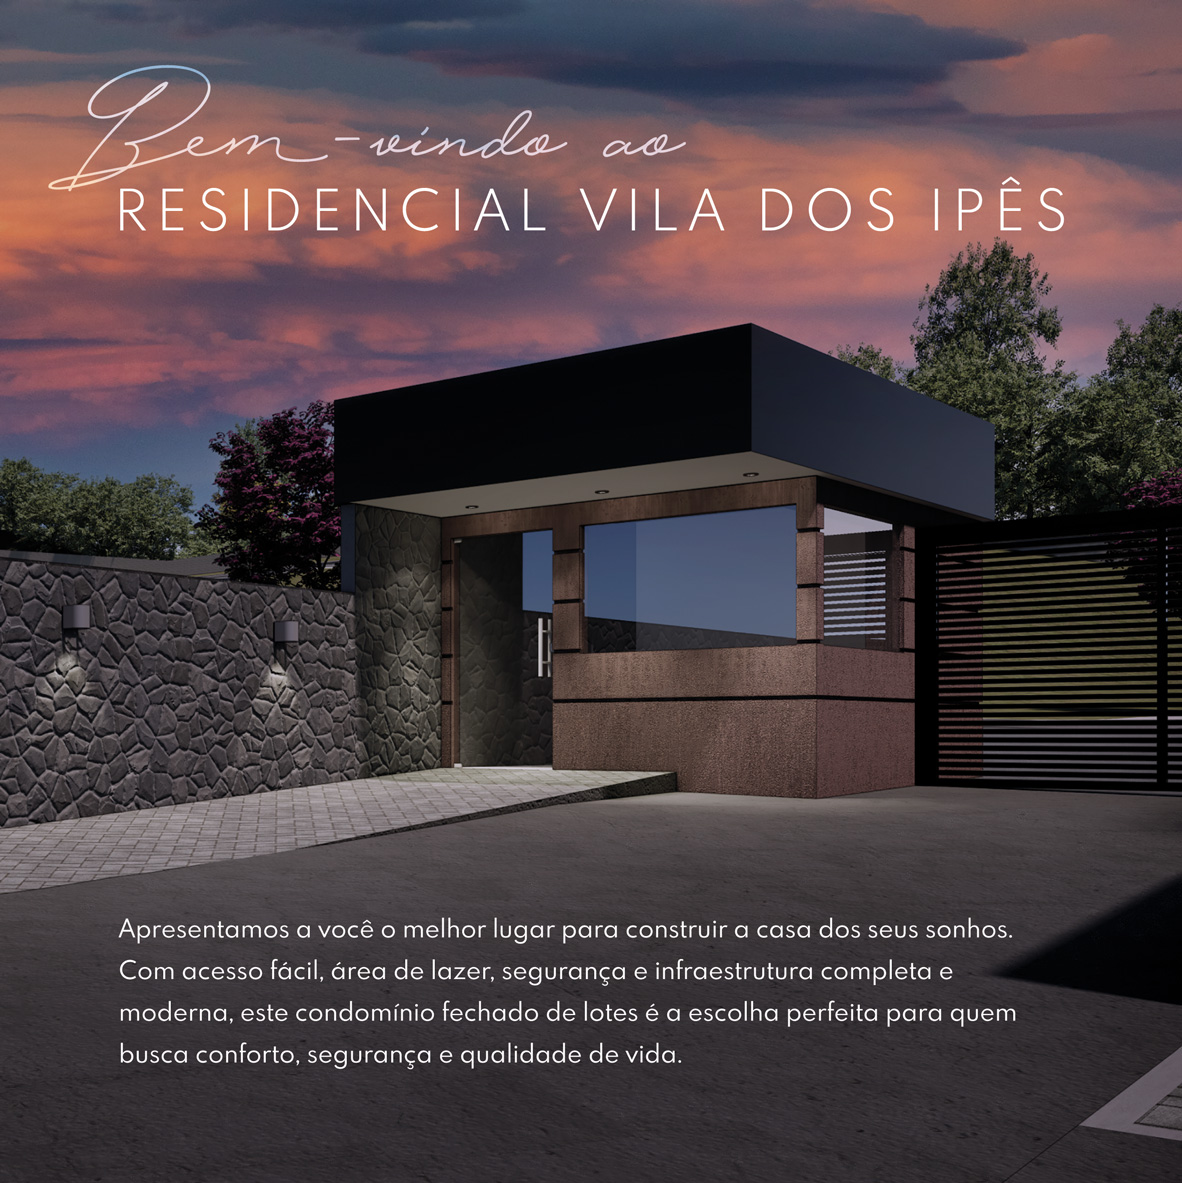 Bem-vindo ao
RESIDENCIAL VILA DOS IPÊS
Apresentamos a você o melhor lugar para construir a casa dos seus sonhos.
Com acesso fácil, área de lazer, segurança e infraestrutura completa e
moderna, este condomínio fechado de lotes é a escolha perfeita para quem
busca conforto, segurança e qualidade de vida.